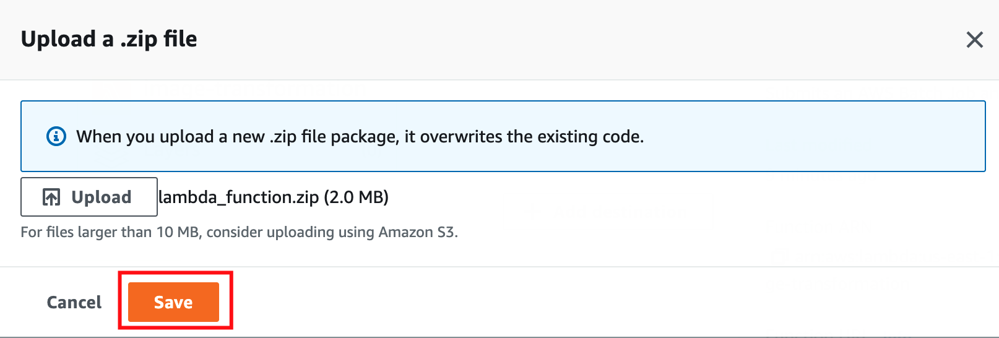 Upload a .zip file
When you upload a new .zip file package, it overwrites the existing code.
Upload lambda_function.zip (2.0 MB)
For files larger than 10 MB, consider uploading using Amazon S3.
Cancel Save